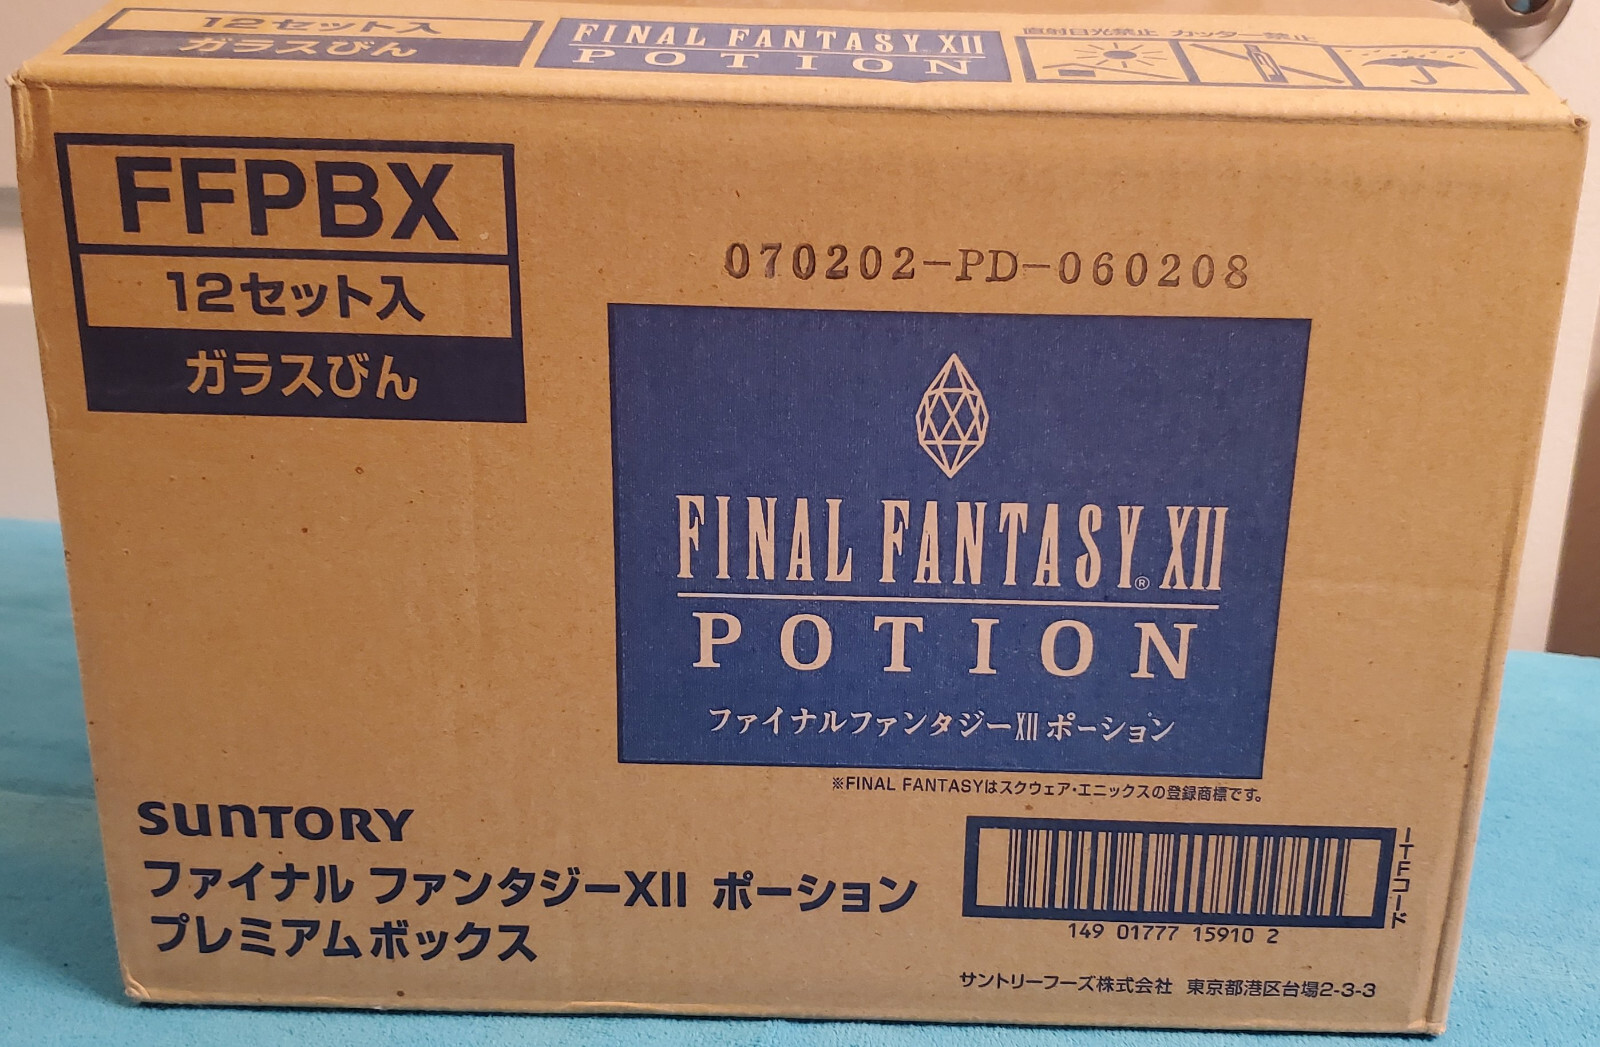 12セット入
ガラスびん
FINAL FANTASY XII
POTION
直射日光禁止 カッター禁止
FFPBX
12セット入
ガラスびん
070202-PD-060208
FINAL FANTASY® XII
POTION
ファイナルファンタジーXII ポーション
※FINAL FANTASYはスクウェア・エニックスの登録商標です。
SUNTORY
ファイナル ファンタジーXII ポーション
プレミアムボックス
ITFコード
149 01777 15910 2
サントリーフーズ株式会社 東京都港区台場2-3-3